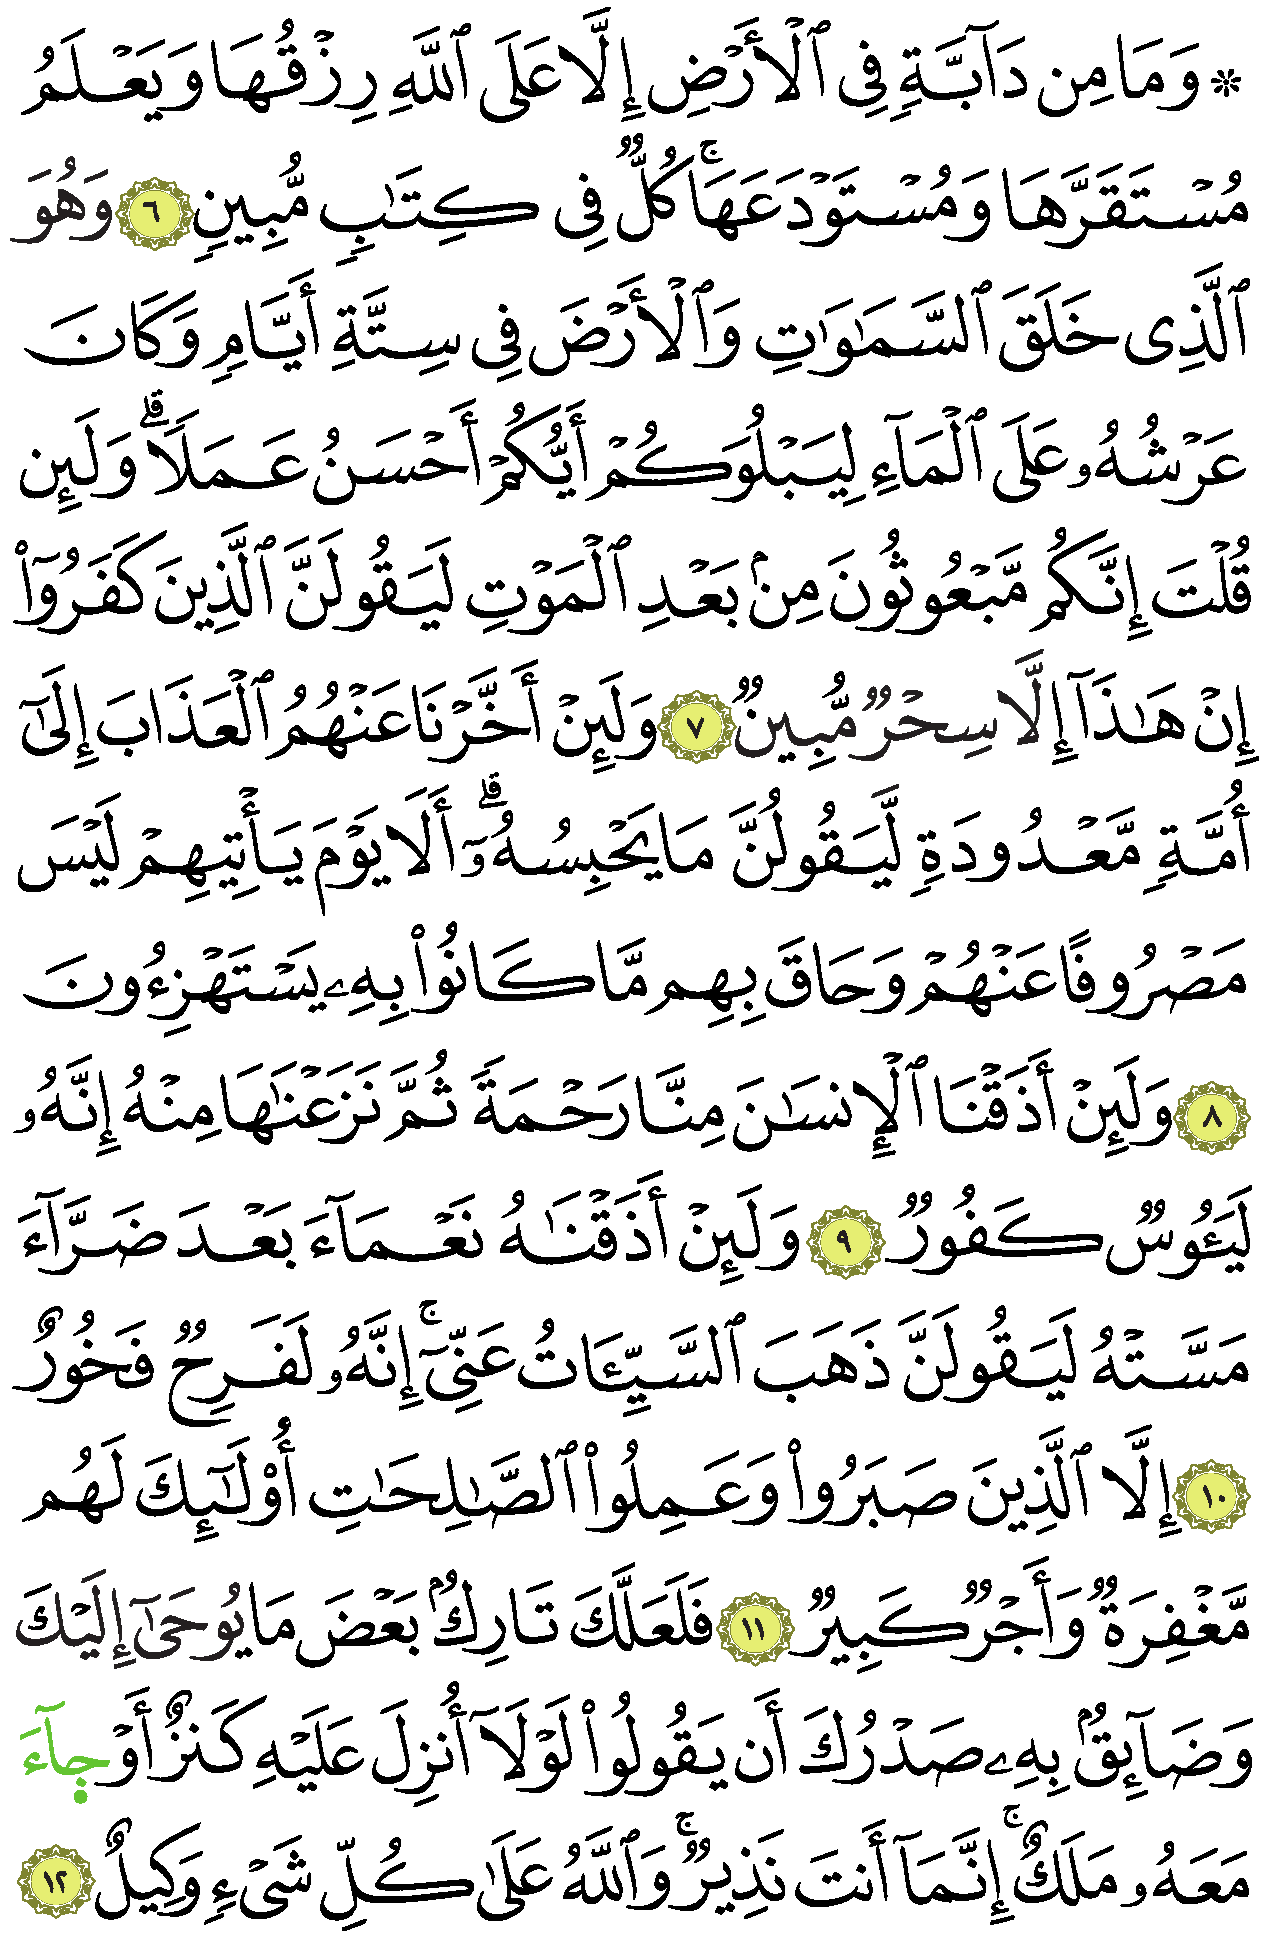 ۞ وَمَا مِن دَآبَّةٍ فِى ٱلْأَرْضِ إِلَّا عَلَى ٱللَّهِ رِزْقُهَا وَيَعْلَمُ
مُسْتَقَرَّهَا وَمُسْتَوْدَعَهَا ۚ كُلٌّ فِى كِتَٰبٍ مُّبِينٍ ٦ وَهُوَ
ٱلَّذِى خَلَقَ ٱلسَّمَٰوَٰتِ وَٱلْأَرْضَ فِى سِتَّةِ أَيَّامٍ وَكَانَ
عَرْشُهُۥ عَلَى ٱلْمَآءِ لِيَبْلُوَكُمْ أَيُّكُمْ أَحْسَنُ عَمَلًا ۗ وَلَئِن
قُلْتَ إِنَّكُم مَّبْعُوثُونَ مِنۢ بَعْدِ ٱلْمَوْتِ لَيَقُولَنَّ ٱلَّذِينَ كَفَرُوٓا۟
إِنْ هَٰذَآ إِلَّا سِحْرٌ مُّبِينٌ ٧ وَلَئِنْ أَخَّرْنَا عَنْهُمُ ٱلْعَذَابَ إِلَىٰٓ
أُمَّةٍ مَّعْدُودَةٍ لَّيَقُولُنَّ مَا يَحْبِسُهُۥٓ ۗ أَلَا يَوْمَ يَأْتِيهِمْ لَيْسَ
مَصْرُوفًا عَنْهُمْ وَحَاقَ بِهِم مَّا كَانُوا۟ بِهِۦ يَسْتَهْزِءُونَ
٨ وَلَئِنْ أَذَقْنَا ٱلْإِنسَٰنَ مِنَّا رَحْمَةً ثُمَّ نَزَعْنَٰهَا مِنْهُ إِنَّهُۥ
لَيَـُٔوسٌ كَفُورٌ ٩ وَلَئِنْ أَذَقْنَٰهُ نَعْمَآءَ بَعْدَ ضَرَّآءَ
مَسَّتْهُ لَيَقُولَنَّ ذَهَبَ ٱلسَّيِّـَٔاتُ عَنِّىٓ ۚ إِنَّهُۥ لَفَرِحٌ فَخُورٌ
١٠ إِلَّا ٱلَّذِينَ صَبَرُوا۟ وَعَمِلُوا۟ ٱلصَّٰلِحَٰتِ أُو۟لَٰٓئِكَ لَهُم
مَّغْفِرَةٌ وَأَجْرٌ كَبِيرٌ ١١ فَلَعَلَّكَ تَارِكٌۢ بَعْضَ مَا يُوحَىٰٓ إِلَيْكَ
وَضَآئِقٌۢ بِهِۦ صَدْرُكَ أَن يَقُولُوا۟ لَوْلَآ أُنزِلَ عَلَيْهِ كَنزٌ أَوْ جَآءَ
مَعَهُۥ مَلَكٌ ۚ إِنَّمَآ أَنتَ نَذِيرٌ ۚ وَٱللَّهُ عَلَىٰ كُلِّ شَىْءٍ وَكِيلٌ ١٢